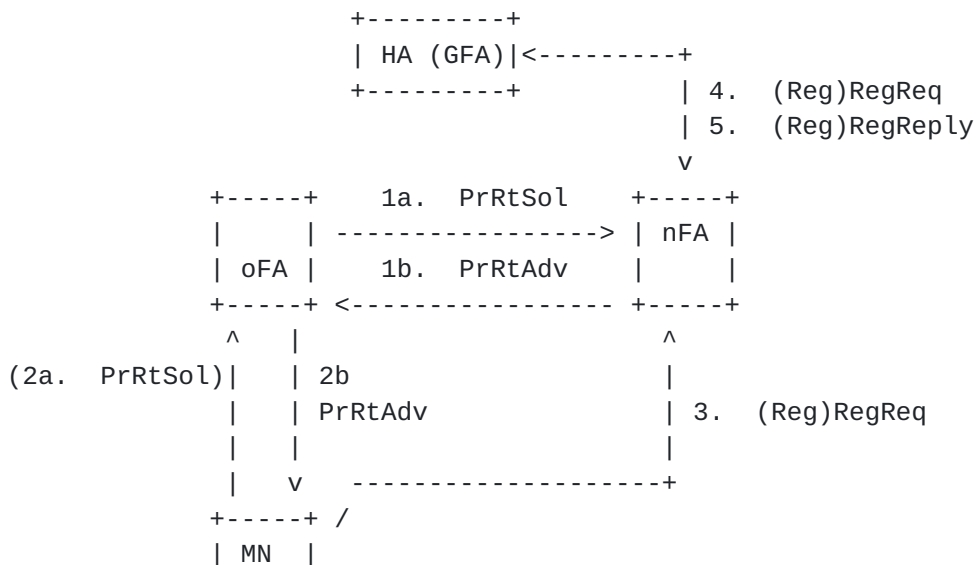 HA (GFA)
4. (Reg)RegReq
5. (Reg)RegReply
1a. PrRtSol
nFA
oFA
1b. PrRtAdv
(2a. PrRtSol)
2b
PrRtAdv
3. (Reg)RegReq
MN